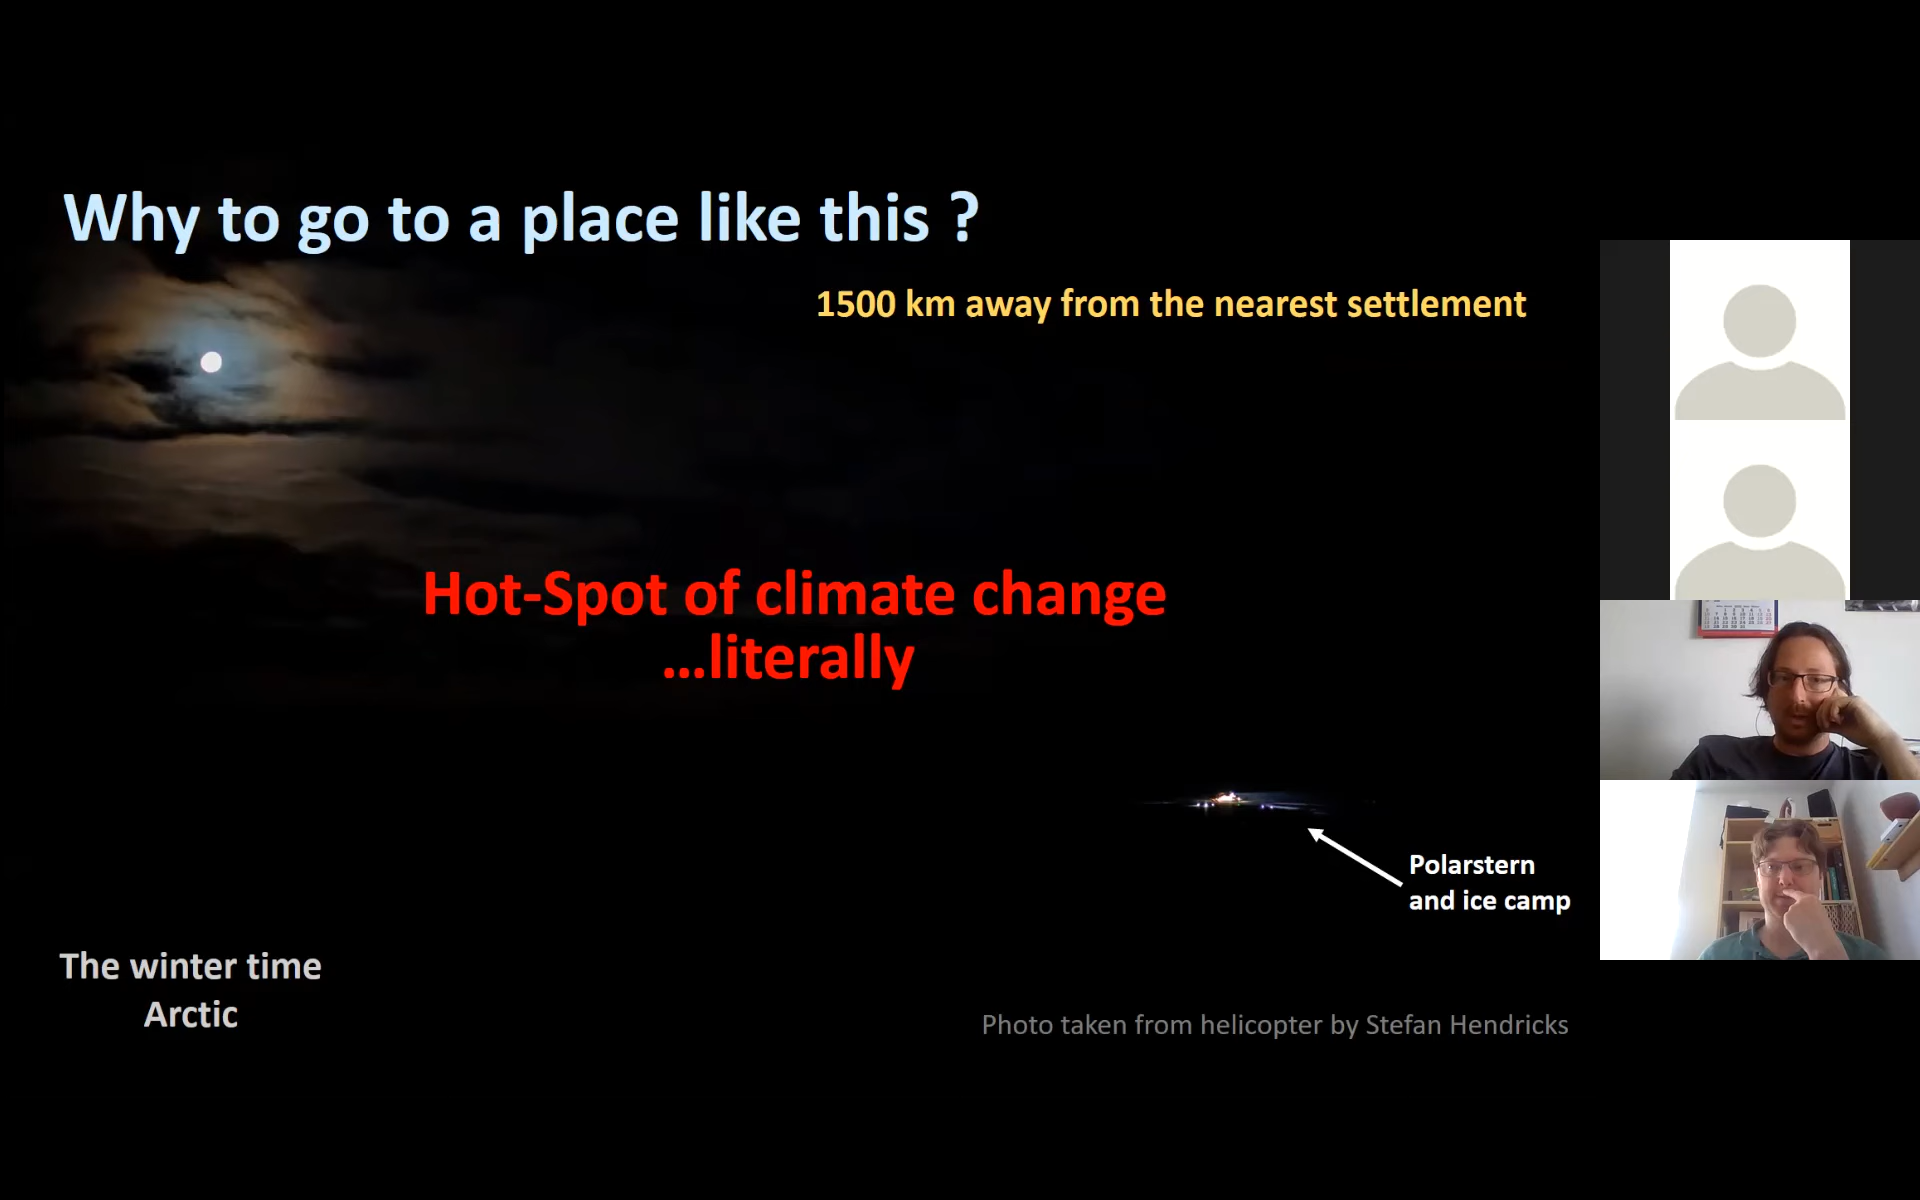 Why to go to a place like this ?
1500 km away from the nearest settlement
Hot-Spot of climate change
...literally
Polarstern
and ice camp
The winter time
Arctic
Photo taken from helicopter by Stefan Hendricks